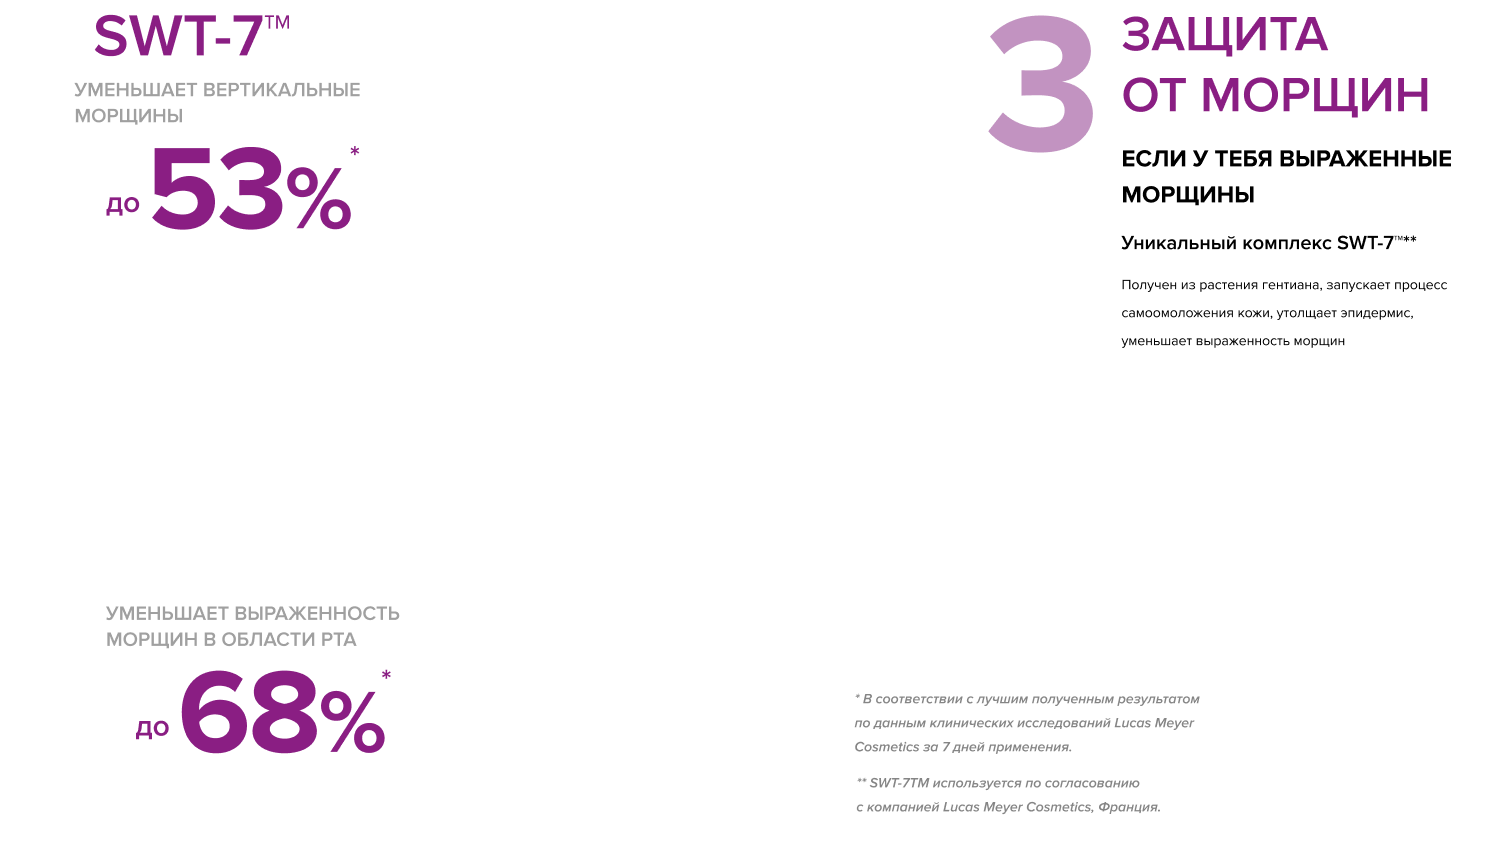 SWT-7™
УМЕНЬШАЕТ ВЕРТИКАЛЬНЫЕ
МОРЩИНЫ
до 53%*
3
ЗАЩИТА
ОТ МОРЩИН
ЕСЛИ У ТЕБЯ ВЫРАЖЕННЫЕ
МОРЩИНЫ
Уникальный комплекс SWT-7™**
Получен из растения гентиана, запускает процесс
самоомоложения кожи, утолщает эпидермис,
уменьшает выраженность морщин
УМЕНЬШАЕТ ВЫРАЖЕННОСТЬ
МОРЩИН В ОБЛАСТИ РТА
до 68%*
* В соответствии с лучшим полученным результатом
по данным клинических исследований Lucas Meyer
Cosmetics за 7 дней применения.
** SWT-7TM используется по согласованию
с компанией Lucas Meyer Cosmetics, Франция.